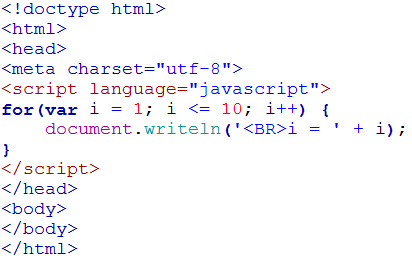 <!doctype html>
<html>
<head>
<meta charset="utf-8">
<script language="javascript">
for(var i = 1; i <= 10; i++) {
    document.writeln('<BR>i = ' + i);
}
</script>
</head>
<body>
</body>
</html>